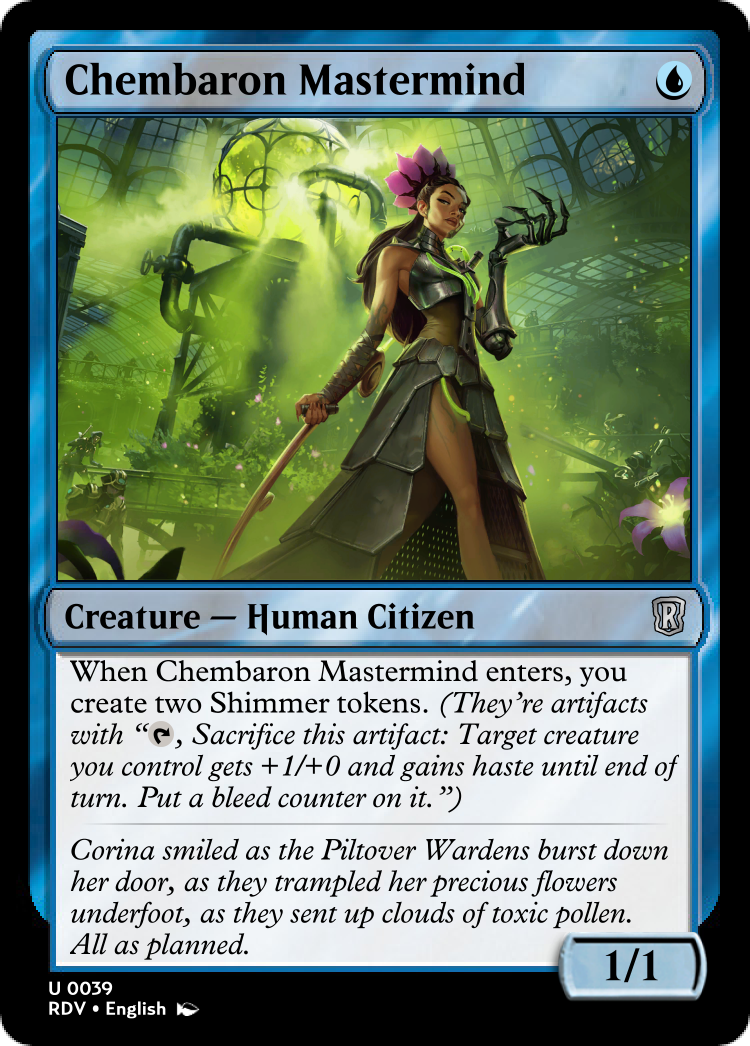 Chembaron Mastermind
Creature — Human Citizen
R
When Chembaron Mastermind enters, you
create two Shimmer tokens. (They're artifacts
with “, Sacrifice this artifact: Target creature
you control gets +1/+0 and gains haste until end of
turn. Put a bleed counter on it.”)
Corina smiled as the Piltover Wardens burst down
her door, as they trampled her precious flowers
underfoot, as they sent up clouds of toxic pollen.
All as planned.
1/1
U 0039
RDV • English